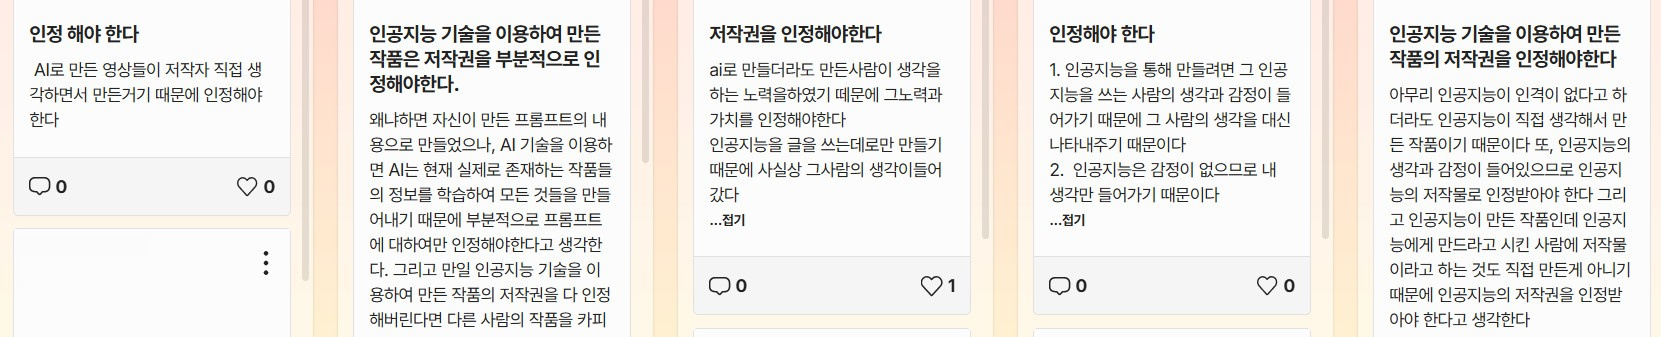 인정 해야 한다
AI로 만든 영상들이 저작자 직접 생
각하면서 만든거기 때문에 인정해야
한다
0
0
인공지능 기술을 이용하여 만든
작품은 저작권을 부분적으로 인
정해야한다.
왜냐하면 자신이 만든 프롬프트의 내
용으로 만들었으나, AI 기술을 이용하
면 AI는 현재 실제로 존재하는 작품들
의 정보를 학습하여 모든 것들을 만들
어내기 때문에 부분적으로 프롬프트
에 대하여만 인정해야한다고 생각한
다. 그리고 만일 인공지능 기술을 이
용하여 만든 작품의 저작권을 다 인정
해버린다면 다른 사람의 작품을 카피
저작권을 인정해야한다
ai로 만들더라도 만든사람이 생각을
하는 노력을하였기 떼문에 그노력과
가치를 인정해야한다
인공지능을 글을 쓰는데로만 만들기
때문에 사실상 그사람의 생각이들어
갔다
...접기
0
1
인정해야 한다
1. 인공지능을 통해 만들려면 그 인공
지능을 쓰는 사람의 생각과 감정이 들
어가기 때문에 그 사람의 생각을 대신
나타내주기 때문이다
2. 인공지능은 감정이 없으므로 내
생각만 들어가기 때문이다
...접기
0
0
인공지능 기술을 이용하여 만든
작품의 저작권을 인정해야한다
아무리 인공지능이 인격이 없다고 하
더라도 인공지능이 직접 생각해서 만
든 작품이기 때문이다 또, 인공지능의
생각과 감정이 들어있으므로 인공지
능의 저작물로 인정받아야 한다 그리
고 인공지능이 만든 작품인데 인공지
능에게 만드라고 시킨 사람에 저작물
이라고 하는 것도 직접 만든게 아니기
때문에 인공지능의 저작권을 인정받
아야 한다고 생각한다